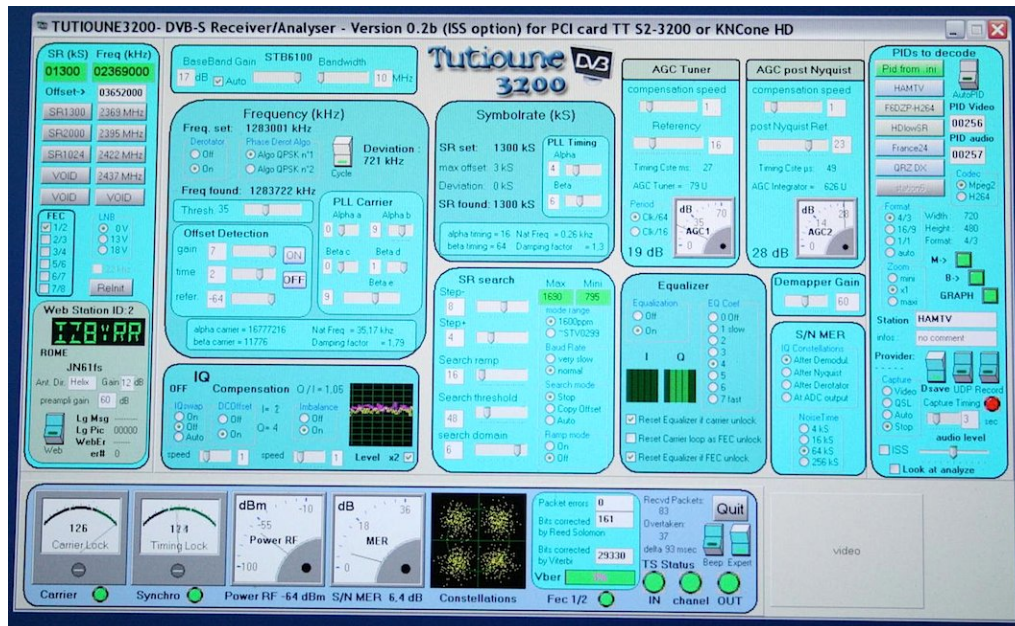 TUTIOUNE3200- DVB-S Receiver/Analyser - Version 0.2b (ISS option) for PCI card TT S2-3200 or KNCone HD
SR (kS) Freq (kHz)
01300 02369000
Offset-> 03652000
SR1300 2369 MHz
SR2000 2395 MHz
SR1024 2422 MHz
VOID 2437 MHz
VOID VOID
FEC LNB
1/2 0V
2/3 13V
3/4 18V
5/6
6/7
7/8 ReInit
Web Station ID:2
IZ8YRR
ROME
JN61fs
Ant. Dir. Helix Gain 12 dB
preampli gain 60 dB
Lg Msg
Lg Pic 00000
WebEr
er# 0
Web
BaseBand Gain STB6100 Bandwidth
17 dB Auto 10 MHz
Frequency (kHz)
Freq. set: 1283001 kHz
Derotator Phase Derot Algo
Off Algo QPSK n°1
On Algo QPSK n°2
Cycle
Deviation :
721 kHz
Freq found: 1283722 kHz
Thresh. 35
Offset Detection
gain 7 ON
time 2 OFF
refer. -64
PLL Carrier
Alpha a Alpha b
0 9
Beta c Beta d
0 1
Beta e
9
alpha carrier = 16777216 Nat Freq = 35,17 khz
beta carrier = 11776 Damping factor = 1,79
IQ
OFF Compensation Q / I = 1,05
IQswap DCOffset I= 2 Imbalance
On Off Off
Off On Q= 4 On
Auto
speed 1 speed 1 Level x2
Tutioune DVB
3200
Symbolrate (kS)
SR set: 1300 kS
max offset 3 kS
Deviation: 0 kS
SR found: 1300 kS
PLL Timing
Alpha
4
Beta
6
alpha timing = 16 Nat Freq = 0,26 khz
beta timing = 64 Damping factor = 1,3
SR search
Max Mini
1690 795
Step-
8
Step+
4
Search ramp
16
Search threshold
48
search domain
6
mode range
1600ppm
~STV0299
Baud Rate
very slow
normal
Search mode
Stop
Copy Offset
Auto
Ramp mode
On
Off
AGC Tuner
compensation speed
1
Referency
16
Timing Cste ms: 27
AGC Tuner = 79 U
Period
Clk/64
Clk/16
dB 35 70
AGC1
0
19 dB
AGC post Nyquist
compensation speed
1
post Nyquist Ref.
23
Timing Cste µs: 49
AGC Integrator = 626 U
dB 14 28
AGC2
0
28 dB
Equalizer
Equalization EQ Coef
Off 0 Off
On 1 slow
2
I Q 3
4
5
6
7 fast
Reset Equalizer if carrier unlock
Reset Carrier loop as FEC unlock
Reset Equalizer if FEC unlock
Demapper Gain
60
S/N MER
IQ Constellations
After Demodul
After Nyquist
After Derotator
At ADC output
NoiseTime
4 kS
16 kS
64 kS
256 kS
PIDs to decode
Pid from .ini
HAMTV AutoPID
F6DZP-H264 PID Video
00256
HDlowSR PID audio
France24 00257
QRZ DX
Codec
Mpeg2
H264
Format
4/3 Width 720
16/9 Height 480
1/1 Format 4/3
auto
Zoom
mini
x1
maxi
M->
B->
GRAPH
Station HAMTV
infos : no comment
Provider:
Capture
Video
QSL
Auto
Stop
Dsave UDP Record
Capture Timing
3 sec
audio level
ISS
Look at analyze
126
Carrier Lock
124
Timing Lock
dBm -10
-55
Power RF
-100
dB 36
18
MER
0
Packet errors 0
Bits corrected 161
by Reed Solomon
Bits corrected 29330
by Viterbi
Vber
Recvd Packets:
83
Overtaken:
37
delta 93 msec
Quit
Beep Expert
TS Status
IN chanel OUT
Carrier Synchro Power RF -64 dBm S/N MER 6,4 dB Constellations Fec 1/2
video